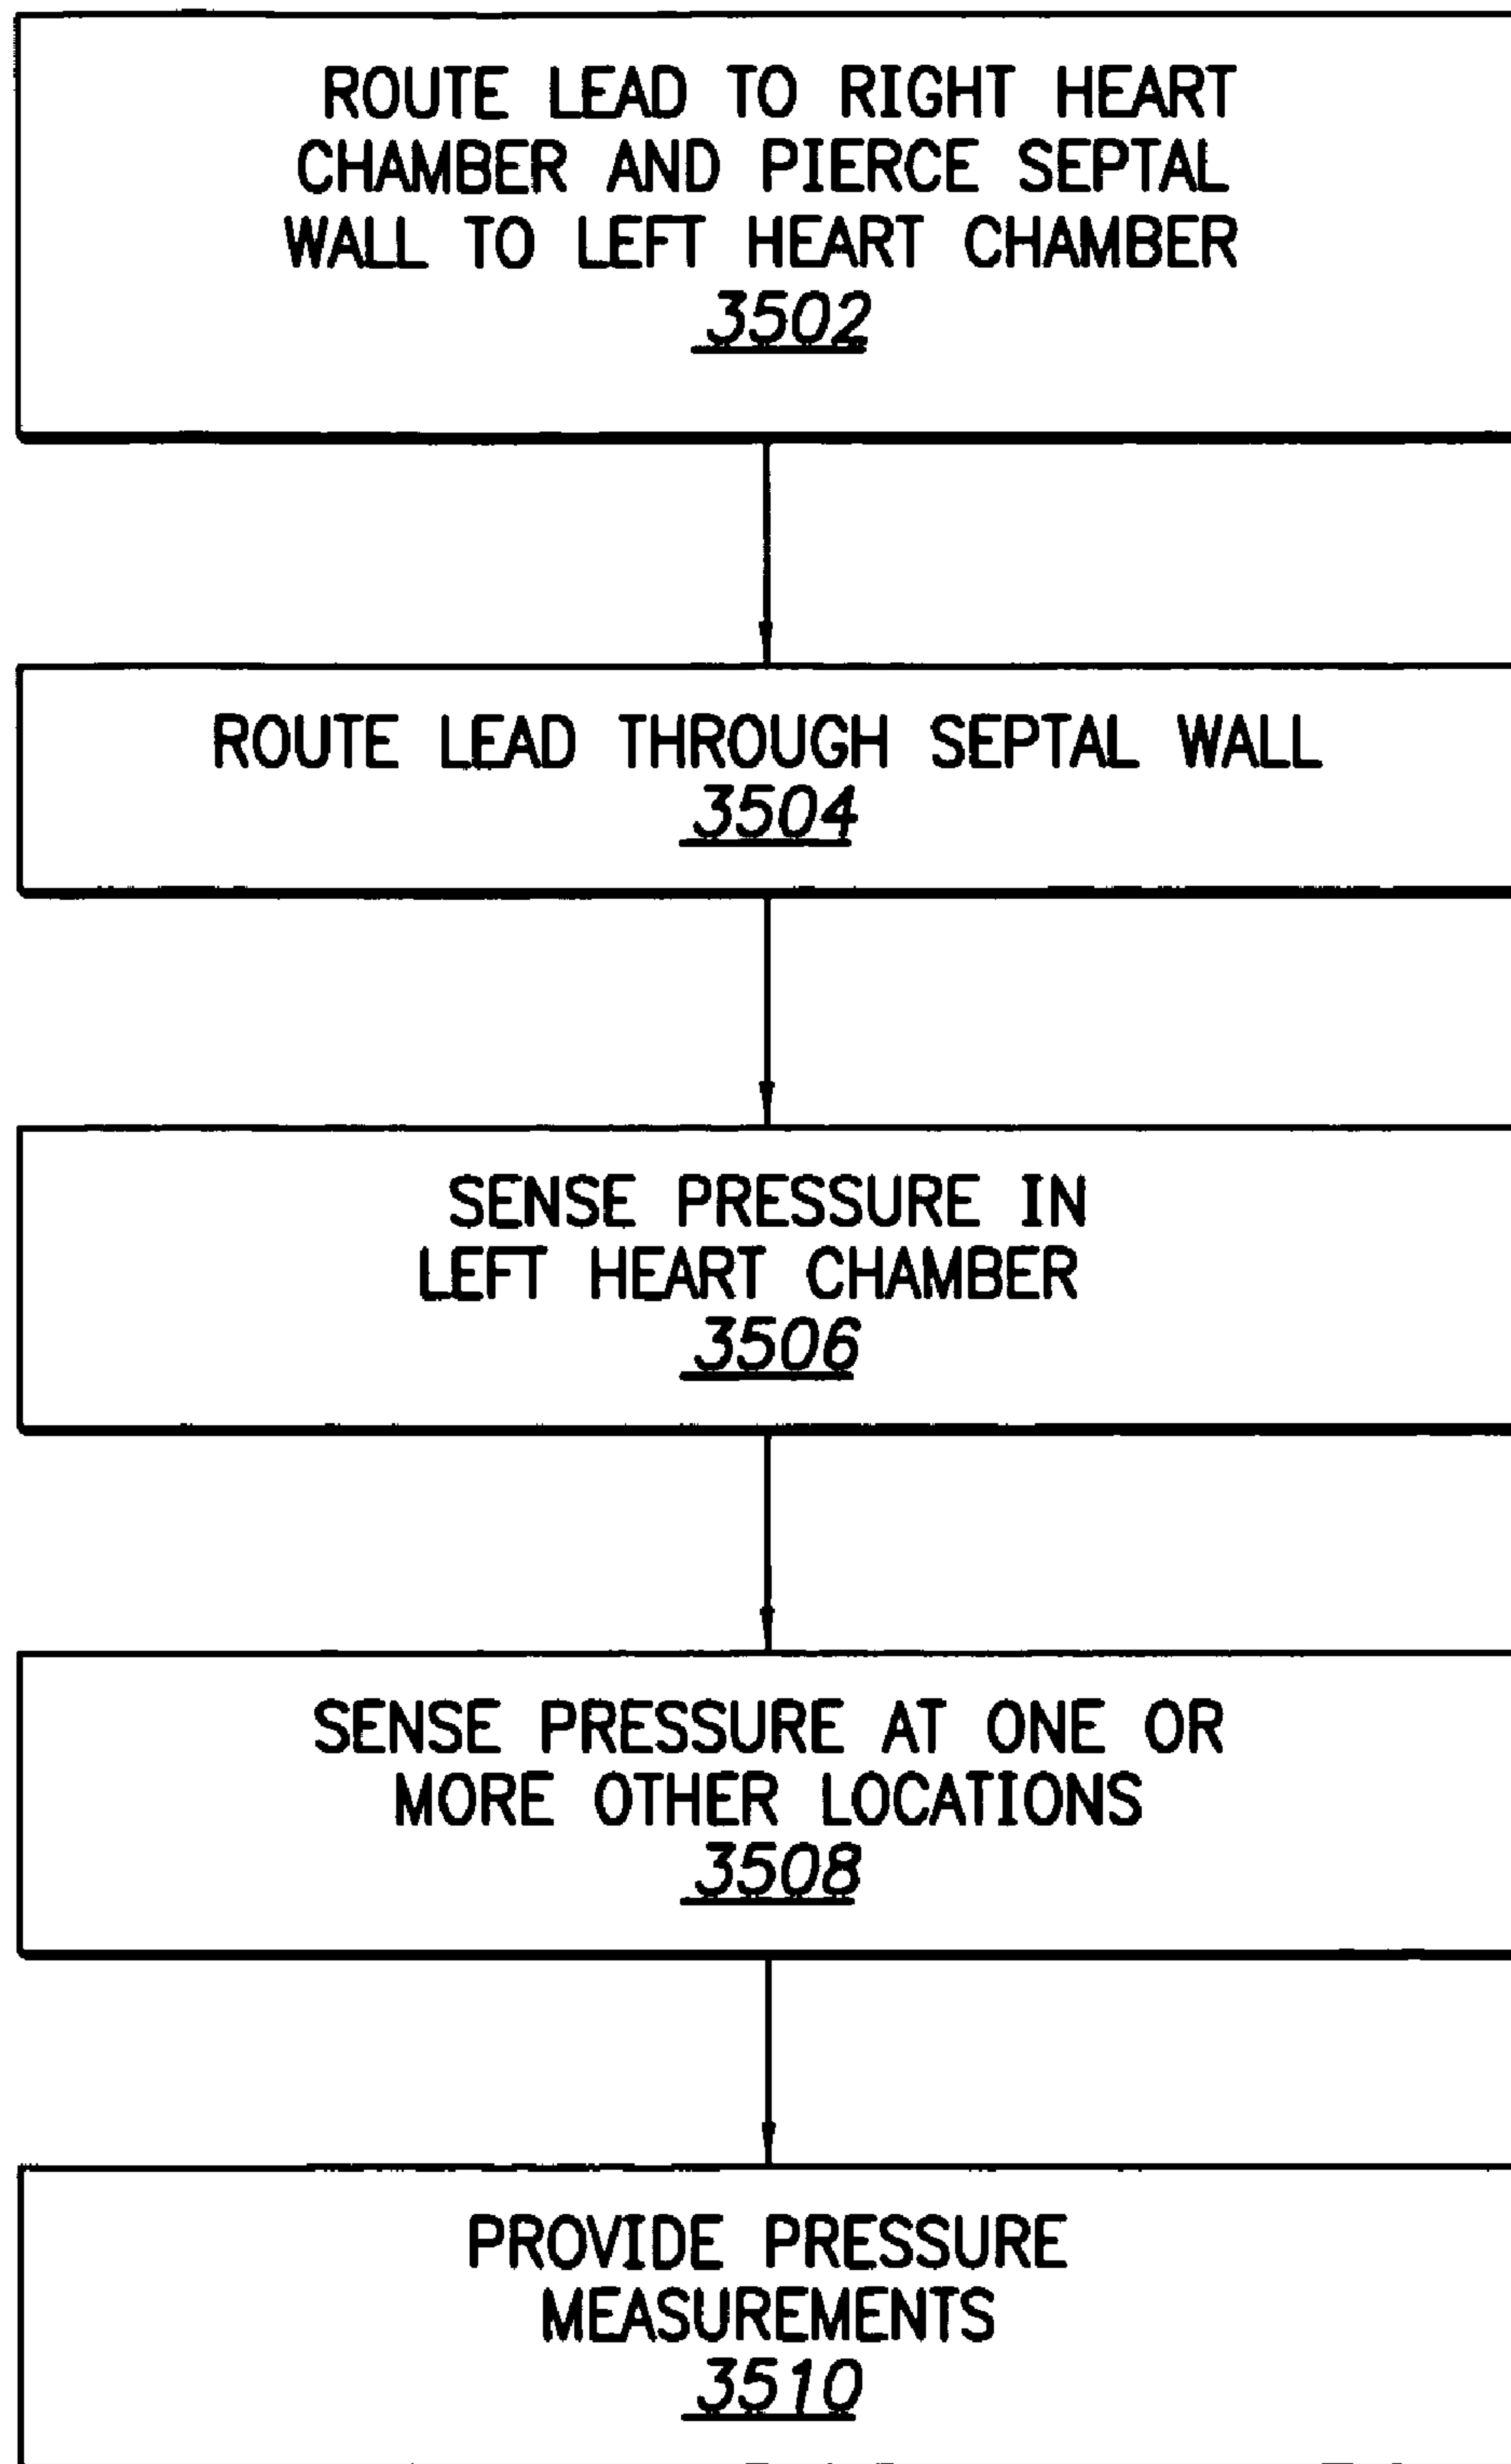 ROUTE LEAD TO RIGHT HEART
CHAMBER AND PIERCE SEPTAL
WALL TO LEFT HEART CHAMBER
3502
ROUTE LEAD THROUGH SEPTAL WALL
3504
SENSE PRESSURE IN
LEFT HEART CHAMBER
3506
SENSE PRESSURE AT ONE OR
MORE OTHER LOCATIONS
3508
PROVIDE PRESSURE
MEASUREMENTS
3510